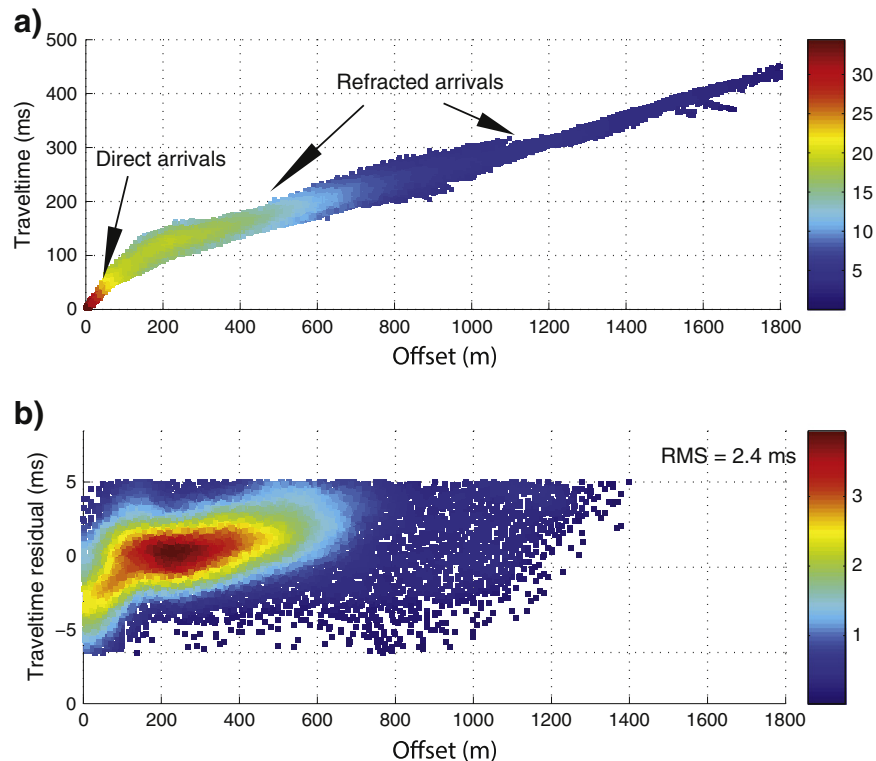 a)
500
400
300
200
100
0
Traveltime (ms)
Refracted arrivals
Direct arrivals
0 200 400 600 800 1000 1200 1400 1600 1800
Offset (m)
30
25
20
15
10
5
b)
RMS = 2.4 ms
5
0
−5
0
Traveltime residual (ms)
0 200 400 600 800 1000 1200 1400 1600 1800
Offset (m)
3
2
1